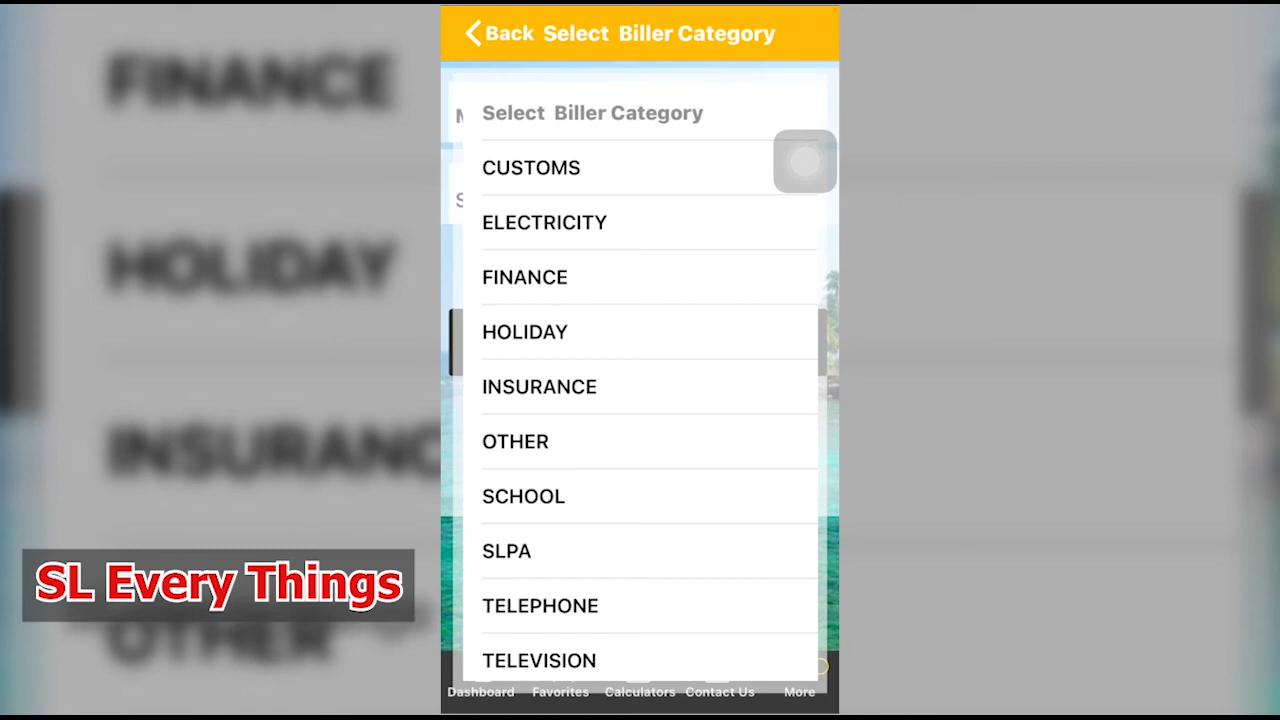 Back Select Biller Category
Select Biller Category
CUSTOMS
ELECTRICITY
FINANCE
HOLIDAY
INSURANCE
OTHER
SCHOOL
SLPA
TELEPHONE
TELEVISION
Dashboard Favorites Calculators Contact Us More
SL Every Things
FINANCE
HOLIDAY
INSURANC
OTHER